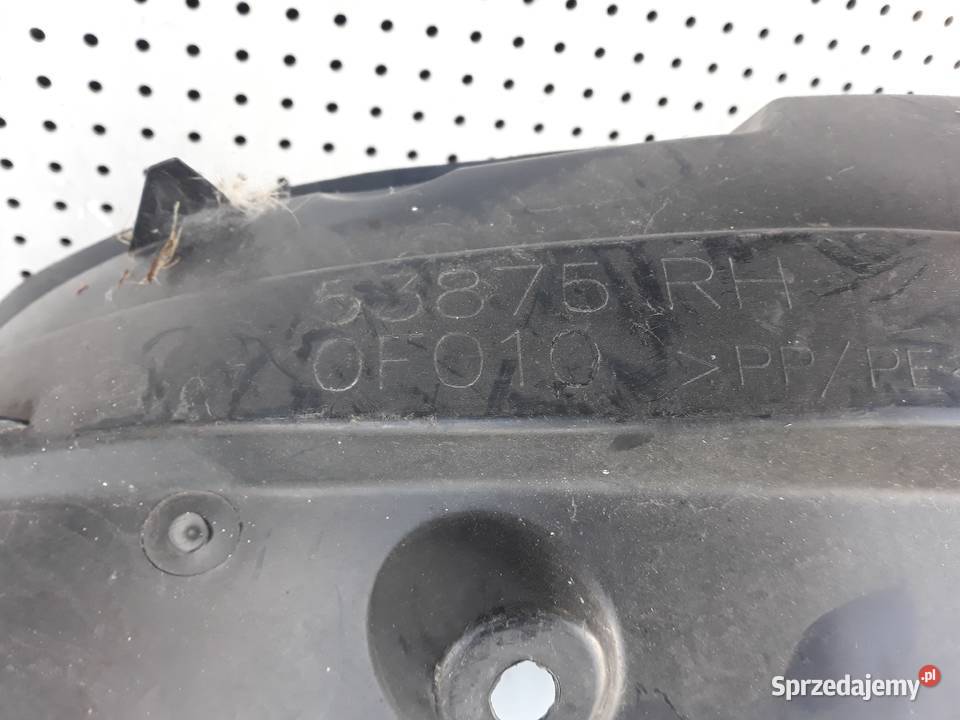 53875 RH
0F010 >PP/PE<
Sprzedajemy.pl